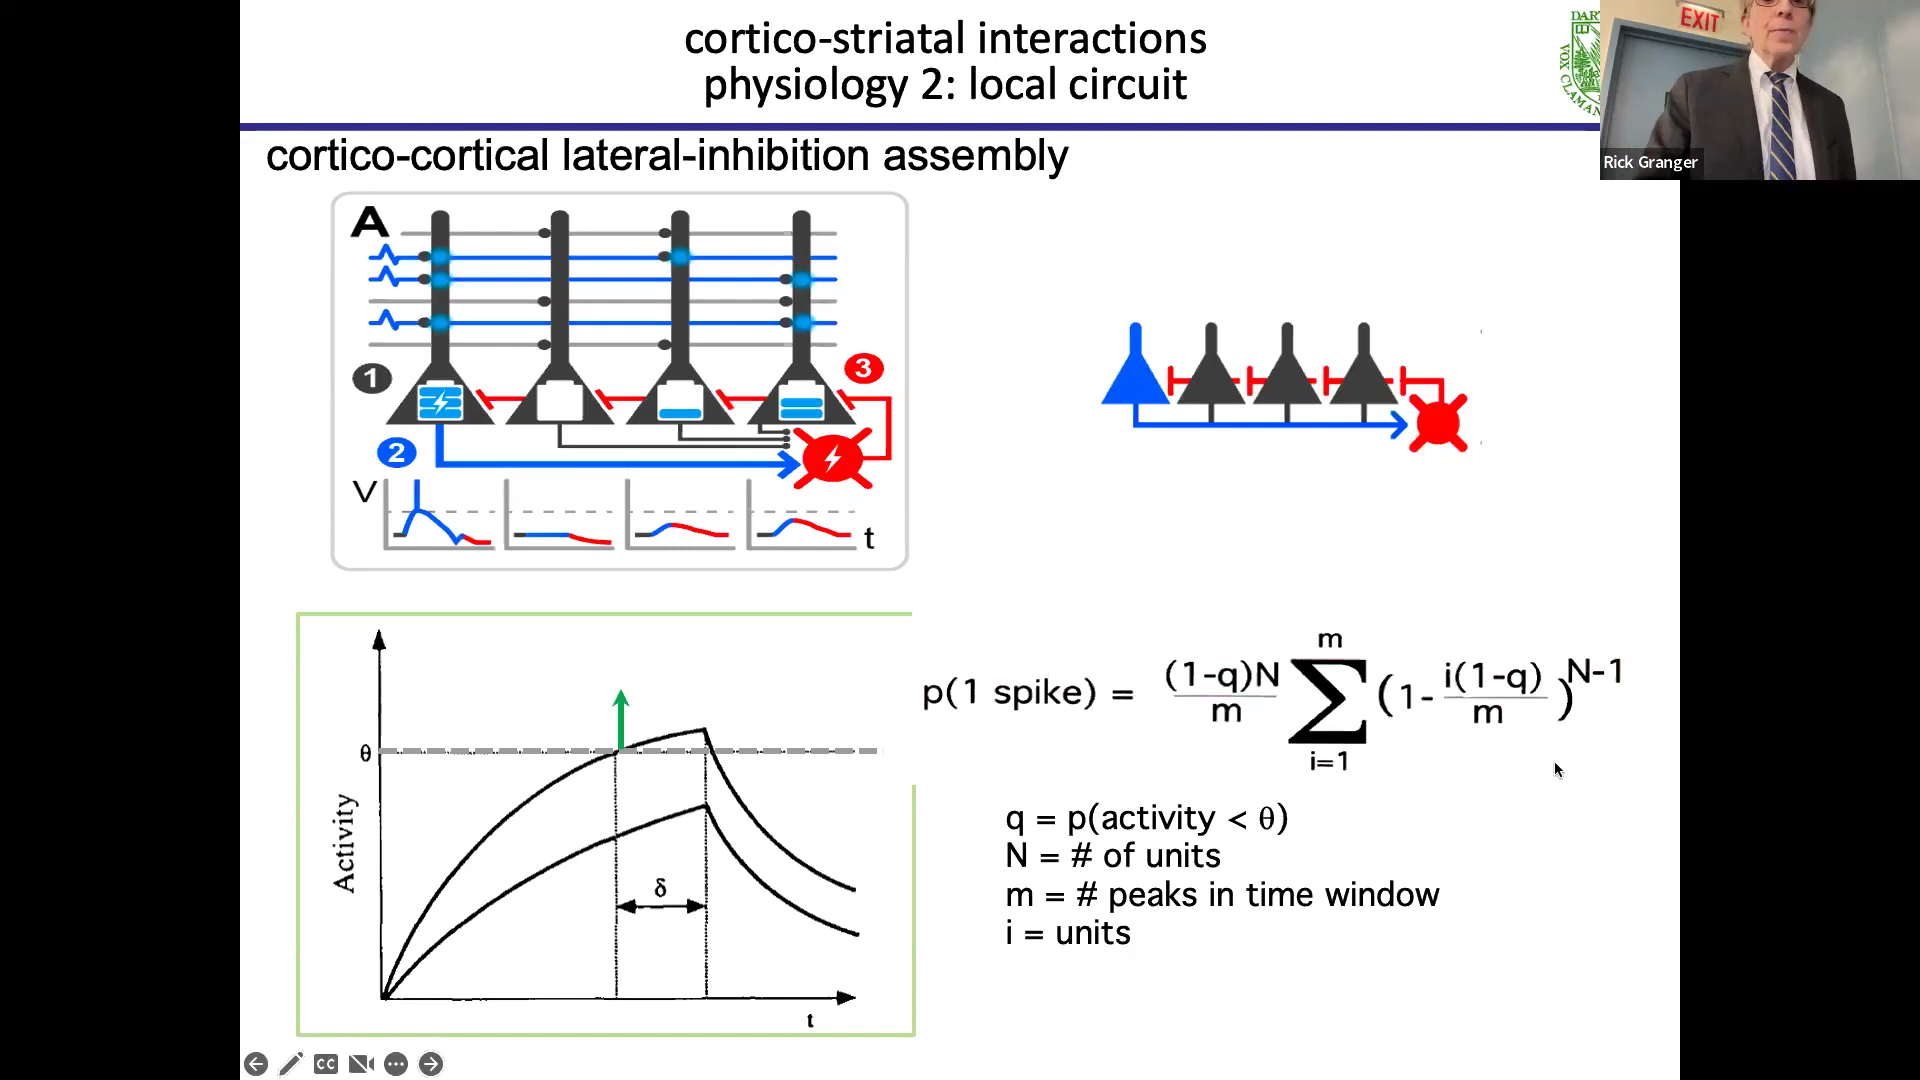 cortico-striatal interactions
physiology 2: local circuit
EXIT
Rick Granger
cortico-cortical lateral-inhibition assembly
A
1
3
2
V
t
θ
Activity
δ
t
p(1 spike) = (1-q)N/m ∑ i=1 m (1- i(1-q)/m)^N-1
q = p(activity < θ)
N = # of units
m = # peaks in time window
i = units
CC